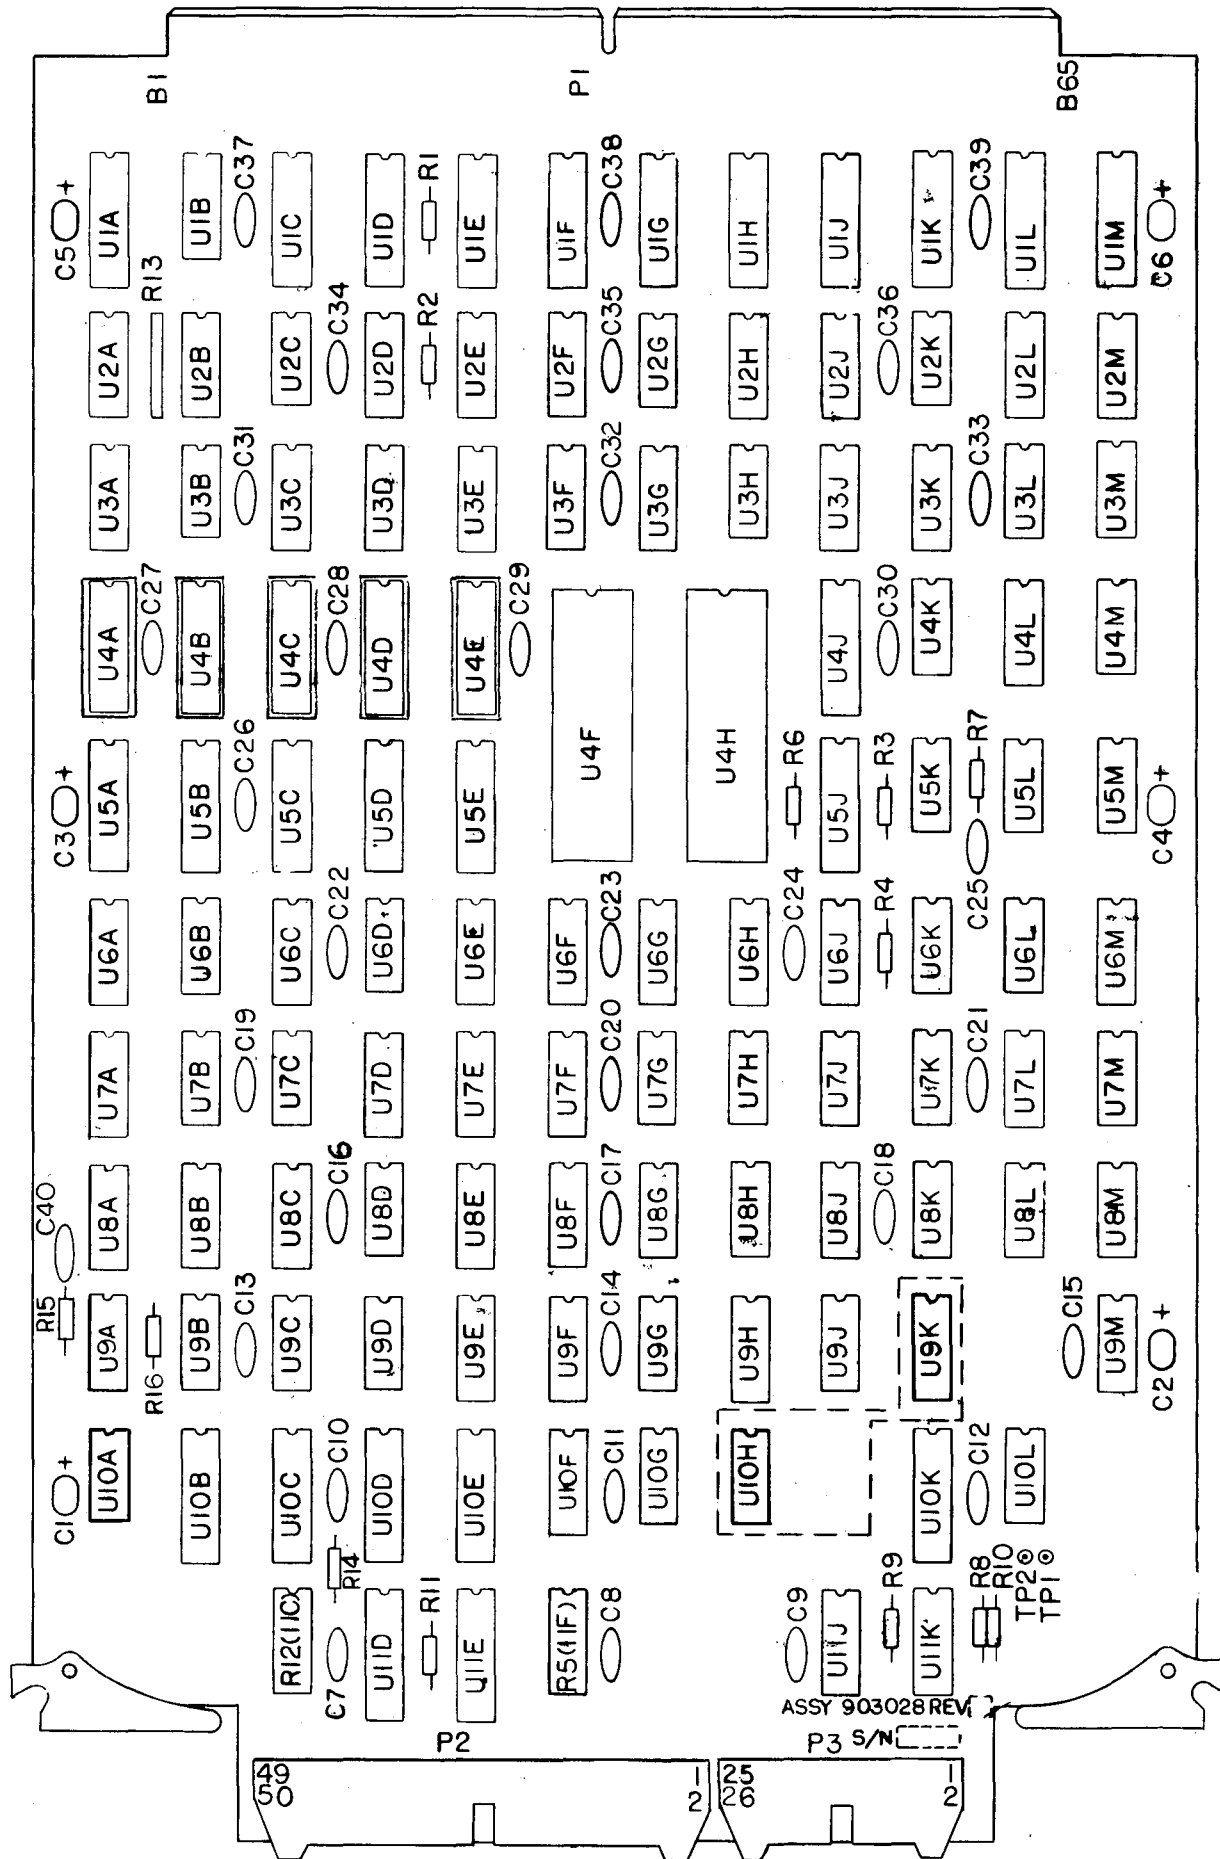 B1 P1 B65
C5 + U1A U1B C37 U1C U1D R1 U1E U1F C38 U1G U1H U1J U1K C39 U1L U1M C6 +
U2A R13 U2B U2C C34 U2D R2 U2E U2F C35 U2G U2H U2J C36 U2K U2L U2M
U3A U3B C31 U3C U3D U3E U3F C32 U3G U3H U3J U3K C33 U3L U3M
U4A C27 U4B U4C C28 U4D U4E C29 U4F U4H U4J C30 U4K U4L U4M
C3 + U5A U5B C26 U5C U5D U5E R6 U5J R3 U5K R7 U5L U5M C4 +
U6A U6B U6C C22 U6D U6E U6F C23 U6G U6H C24 U6J R4 U6K C25 U6L U6M
U7A U7B C19 U7C U7D U7E U7F C20 U7G U7H U7J U7K C21 U7L U7M
C40 U8A U8B U8C C16 U8D U8E U8F C17 U8G U8H U8J C18 U8K U8L U8M
R15 U9A R16 U9B C13 U9C U9D U9E U9F C14 U9G U9H U9J U9K C15 U9M C2 +
C1 + U10A U10B U10C C10 U10D U10E U10F C11 U10G U10H U10K C12 U10L
R14
R12(11C) C7 U11D R11 U11E R5(11F) C8 C9 U11J R9 U11K R8 R10 TP2 TP1
ASSY 903028 REV
P2 P3 S/N
49 1 25 1
50 2 26 2